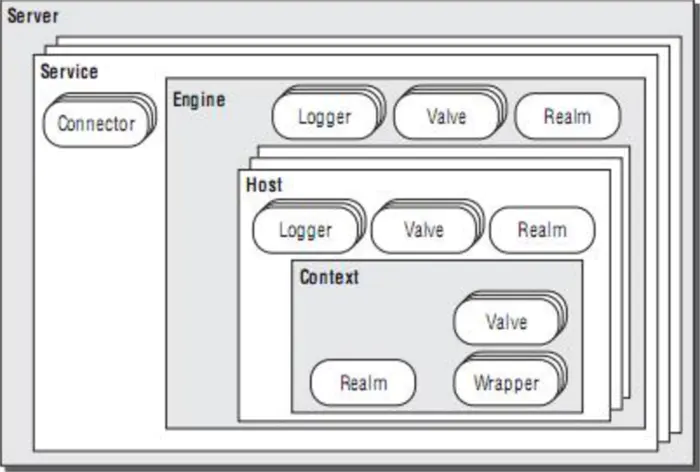 Server
Service
Connector
Engine
Logger
Valve
Realm
Host
Logger
Valve
Realm
Context
Valve
Realm
Wrapper